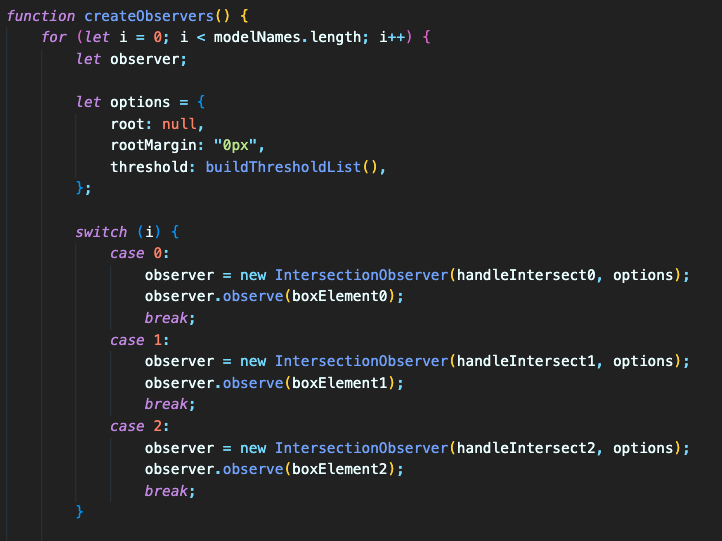 function createObservers() {
    for (let i = 0; i < modelNames.length; i++) {
        let observer;

        let options = {
            root: null,
            rootMargin: "0px",
            threshold: buildThresholdList(),
        };

        switch (i) {
            case 0:
                observer = new IntersectionObserver(handleIntersect0, options);
                observer.observe(boxElement0);
                break;
            case 1:
                observer = new IntersectionObserver(handleIntersect1, options);
                observer.observe(boxElement1);
                break;
            case 2:
                observer = new IntersectionObserver(handleIntersect2, options);
                observer.observe(boxElement2);
                break;
        }